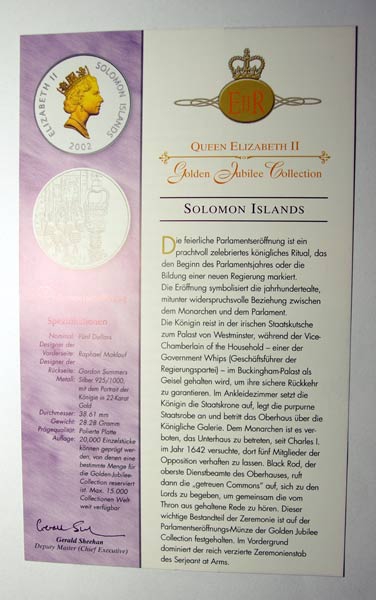 ELIZABETH II
SOLOMON ISLANDS
2002
Spezifikationen
Nominal: Fünf Dollars
Designer der
Vorderseite: Raphael Maklouf
Designer der
Rückseite: Gordon Summers
Metall: Silber 925/1000,
mit dem Portrait der
Königin in 22-Karat
Gold
Durchmesser: 38.61 mm
Gewicht: 28.28 Gramm
Prägequalität: Polierte Platte
Auflage: 20,000 Einzelstücke
können geprägt wer-
den, von denen eine
bestimmte Menge für
die Golden-Jubilee-
Collection reserviert
ist. Max. 15.000
Collectionen Welt
weit verfügbar
Gerald Sheehan
Deputy Master (Chief Executive)
EIIR
QUEEN ELIZABETH II
Golden Jubilee Collection
SOLOMON ISLANDS
Die feierliche Parlamentseröffnung ist ein
prachtvoll zelebriertes königliches Ritual, das
den Beginn des Parlamentsjahres oder die
Bildung einer neuen Regierung markiert.
Die Eröffnung symbolisiert die jahrhundertealte,
mitunter widerspruchsvolle Beziehung zwischen
dem Monarchen und dem Parlament.
Die Königin reist in der irischen Staatskutsche
zum Palast von Westminster, während der Vice-
Chamberlain of the Household – einer der
Government Whips (Geschäftsführer der
Regierungspartei) – im Buckingham-Palast als
Geisel gehalten wird, um ihre sichere Rückkehr
zu garantieren. Im Ankleidezimmer setzt die
Königin die Staatskrone auf, legt die purpurne
Staatsrobe an und betrit das Oberhaus über die
Königliche Galerie. Dem Monarchen ist es ver-
boten, das Unterhaus zu betreten, seit Charles I.
im Jahr 1642 versuchte, dort fünf Mitglieder der
Opposition verhaften zu lassen. Black Rod, der
oberste Dienstbeamte des Oberhauses, ruft
dann die „getreuen Commons" auf, sich zu den
Lords zu begeben, um gemeinsam die vom
Thron aus gehaltene Rede zu hören. Dieser
wichtige Bestandteil der Zeremonie ist auf der
Parlamentseröffnungs-Münze der Golden Jubilee
Collection festgehalten. Im Vordergrund
dominiert der reich verzierte Zeremonienstab
des Serjeant at Arms.